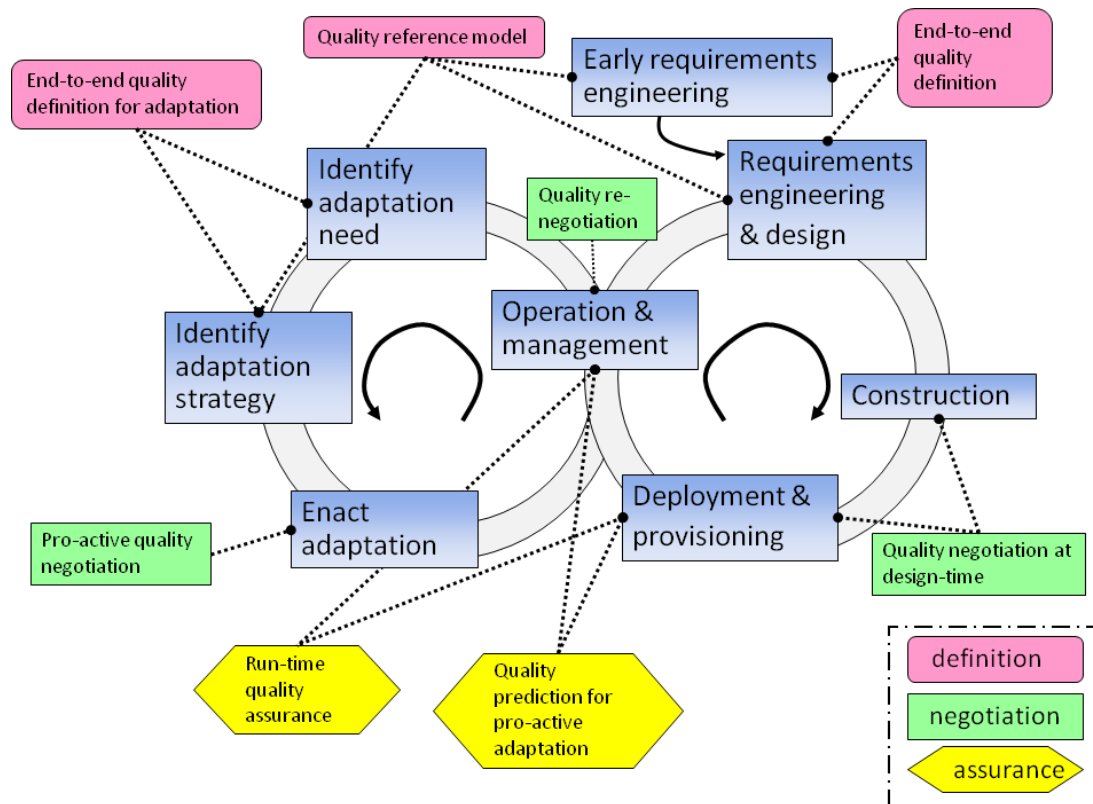 Quality reference model
Early requirements
engineering
End-to-end
quality
definition
End-to-end quality
definition for adaptation
Identify
adaptation
need
Quality re-
negotiation
Requirements
engineering
& design
Operation &
management
Identify
adaptation
strategy
Construction
Enact
adaptation
Deployment &
provisioning
Pro-active quality
negotiation
Quality negotiation at
design-time
Run-time
quality
assurance
Quality
prediction for
pro-active
adaptation
definition
negotiation
assurance